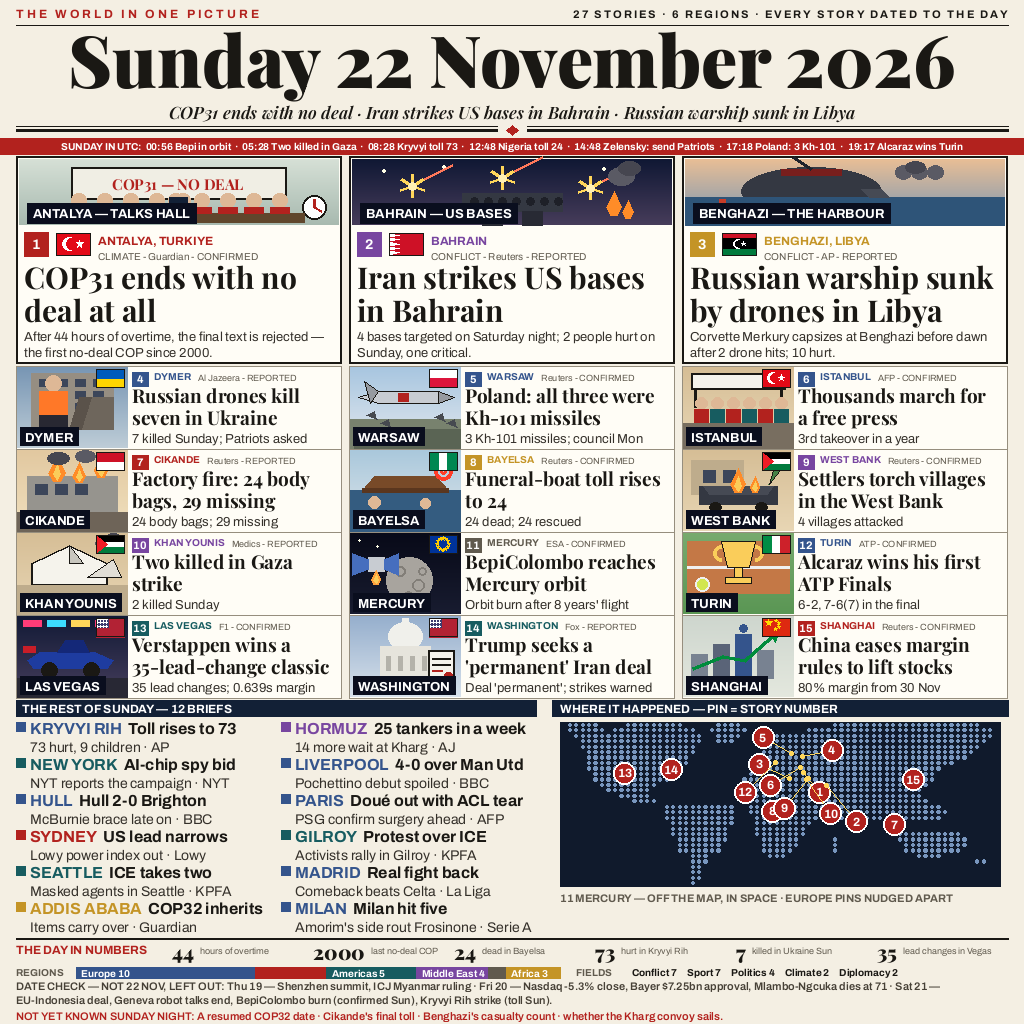 THE WORLD IN ONE PICTURE
27 STORIES · 6 REGIONS · EVERY STORY DATED TO THE DAY
Sunday 22 November 2026
COP31 ends with no deal · Iran strikes US bases in Bahrain · Russian warship sunk in Libya
SUNDAY IN UTC: 00:56 Bepi in orbit · 05:28 Two killed in Gaza · 08:28 Kryvyi toll 73 · 12:48 Nigeria toll 24 · 14:48 Zelensky: send Patriots · 17:18 Poland: 3 Kh-101 · 19:17 Alcaraz wins Turin
COP31 — NO DEAL
ANTALYA — TALKS HALL
1 ANTALYA, TURKIYE
CLIMATE - Guardian - CONFIRMED
COP31 ends with no
deal at all
After 44 hours of overtime, the final text is rejected —
the first no-deal COP since 2000.
BAHRAIN — US BASES
2 BAHRAIN
CONFLICT - Reuters - REPORTED
Iran strikes US bases
in Bahrain
4 bases targeted on Saturday night; 2 people hurt on
Sunday, one critical.
BENGHAZI — THE HARBOUR
3 BENGHAZI, LIBYA
CONFLICT - AP - REPORTED
Russian warship sunk
by drones in Libya
Corvette Merkury capsizes at Benghazi before dawn
after 2 drone hits; 10 hurt.
DYMER
4 DYMER Al Jazeera - REPORTED
Russian drones kill
seven in Ukraine
7 killed Sunday; Patriots asked
WARSAW
5 WARSAW Reuters - CONFIRMED
Poland: all three were
Kh-101 missiles
3 Kh-101 missiles; council Mon
ISTANBUL
6 ISTANBUL AFP - CONFIRMED
Thousands march for
a free press
3rd takeover in a year
CIKANDE
7 CIKANDE Reuters - REPORTED
Factory fire: 24 body
bags, 29 missing
24 body bags; 29 missing
BAYELSA
8 BAYELSA Reuters - CONFIRMED
Funeral-boat toll rises
to 24
24 dead; 24 rescued
WEST BANK
9 WEST BANK Reuters - CONFIRMED
Settlers torch villages
in the West Bank
4 villages attacked
KHAN YOUNIS
10 KHAN YOUNIS Medics - REPORTED
Two killed in Gaza
strike
2 killed Sunday
MERCURY
11 MERCURY ESA - CONFIRMED
BepiColombo reaches
Mercury orbit
Orbit burn after 8 years' flight
TURIN
12 TURIN ATP - CONFIRMED
Alcaraz wins his first
ATP Finals
6-2, 7-6(7) in the final
LAS VEGAS
13 LAS VEGAS F1 - CONFIRMED
Verstappen wins a
35-lead-change classic
35 lead changes; 0.639s margin
WASHINGTON
14 WASHINGTON Fox - REPORTED
Trump seeks a
'permanent' Iran deal
Deal 'permanent'; strikes warned
SHANGHAI
15 SHANGHAI Reuters - CONFIRMED
China eases margin
rules to lift stocks
80% margin from 30 Nov
THE REST OF SUNDAY — 12 BRIEFS
KRYVYI RIH Toll rises to 73
73 hurt, 9 children · AP
NEW YORK AI-chip spy bid
NYT reports the campaign · NYT
HULL Hull 2-0 Brighton
McBurnie brace late on · BBC
SYDNEY US lead narrows
Lowy power index out · Lowy
SEATTLE ICE takes two
Masked agents in Seattle · KPFA
ADDIS ABABA COP32 inherits
Items carry over · Guardian
HORMUZ 25 tankers in a week
14 more wait at Kharg · AJ
LIVERPOOL 4-0 over Man Utd
Pochettino debut spoiled · BBC
PARIS Doué out with ACL tear
PSG confirm surgery ahead · AFP
GILROY Protest over ICE
Activists rally in Gilroy · KPFA
MADRID Real fight back
Comeback beats Celta · La Liga
MILAN Milan hit five
Amorim's side rout Frosinone · Serie A
WHERE IT HAPPENED — PIN = STORY NUMBER
5
4
3
13
14
15
6
12
1
8
9
10
2
7
11 MERCURY — OFF THE MAP, IN SPACE · EUROPE PINS NUDGED APART
THE DAY IN NUMBERS
44 hours of overtime
2000 last no-deal COP
24 dead in Bayelsa
73 hurt in Kryvyi Rih
7 killed in Ukraine Sun
35 lead changes in Vegas
REGIONS Europe 10 Americas 5 Middle East 4 Africa 3
FIELDS Conflict 7 Sport 7 Politics 4 Climate 2 Diplomacy 2
DATE CHECK — NOT 22 NOV, LEFT OUT: Thu 19 — Shenzhen summit, ICJ Myanmar ruling · Fri 20 — Nasdaq -5.3% close, Bayer $7.25bn approval, Mlambo-Ngcuka dies at 71 · Sat 21 —
EU-Indonesia deal, Geneva robot talks end, BepiColombo burn (confirmed Sun), Kryvyi Rih strike (toll Sun).
NOT YET KNOWN SUNDAY NIGHT: A resumed COP32 date · Cikande's final toll · Benghazi's casualty count · whether the Kharg convoy sails.